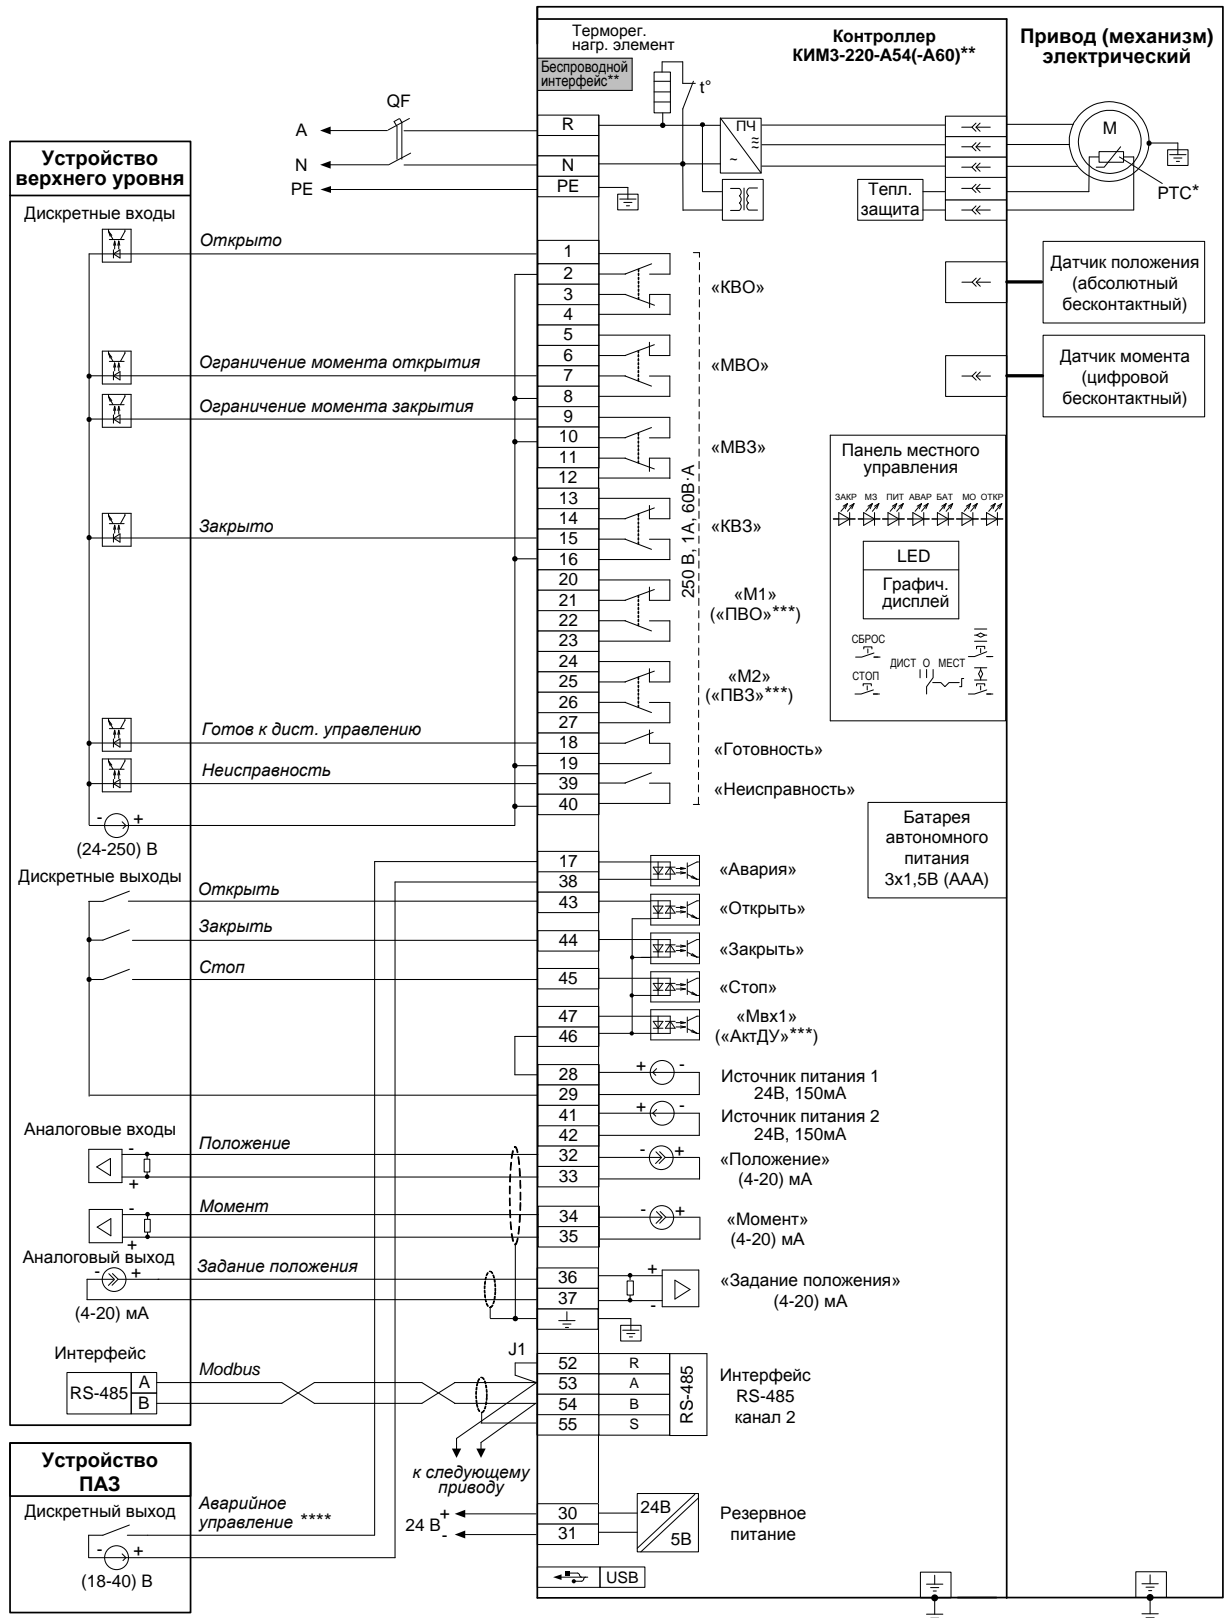 Терморег.
нагр. элемент
Беспроводной
интерфейс**
Контроллер
КИМ3-220-А54(-А60)**
Привод (механизм)
электрический
t°
QF
A
N
PE
R
N
PE
ПЧ
~
≈
M
PTC*
Тепл.
защита
Устройство
верхнего уровня
Дискретные входы
Открыто
Ограничение момента открытия
Ограничение момента закрытия
Закрыто
Готов к дист. управлению
Неисправность
- +
(24-250) В
1
2
3
4
«КВО»
5
6
7
8
«МВО»
9
10
11
12
«МВЗ»
13
14
15
16
«КВЗ»
20
21
22
23
«М1»
(«ПВО»***)
24
25
26
27
«М2»
(«ПВЗ»***)
18
19
«Готовность»
39
40
«Неисправность»
250 В, 1А, 60В·А
Датчик положения
(абсолютный
бесконтактный)
Датчик момента
(цифровой
бесконтактный)
Панель местного
управления
ЗАКР МЗ ПИТ АВАР БАТ МО ОТКР
LED
Графич.
дисплей
СБРОС
СТОП
ДИСТ О МЕСТ
Батарея
автономного
питания
3х1,5В (ААА)
Дискретные выходы
Открыть
Закрыть
Стоп
17
38
«Авария»
43
«Открыть»
44
«Закрыть»
45
«Стоп»
47
46
«Мвх1»
(«АктДУ»***)
28
29
+ -
Источник питания 1
24В, 150мА
41
42
+ -
Источник питания 2
24В, 150мА
Аналоговые входы
Положение
-
+
32
33
- +
«Положение»
(4-20) мА
Момент
-
+
34
35
- +
«Момент»
(4-20) мА
Аналоговый выход
- +
(4-20) мА
Задание положения
36
37
+
-
«Задание положения»
(4-20) мА
Интерфейс
RS-485
A
B
Modbus
J1
52 R
53 A
54 B
55 S
RS-485
Интерфейс
RS-485
канал 2
к следующему
приводу
Устройство
ПАЗ
Дискретный выход
Аварийное
управление ****
- +
(18-40) В
24 В
+
-
30
31
24В
5В
Резервное
питание
USB